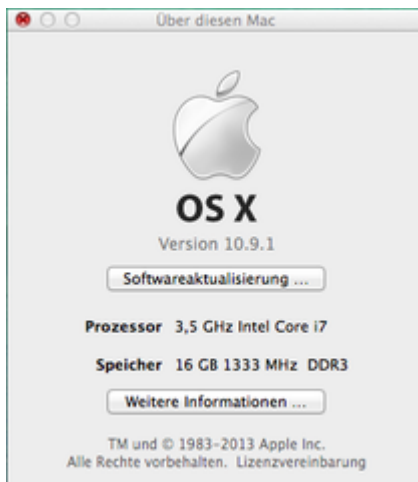 Über diesen Mac
OS X
Version 10.9.1
Softwareaktualisierung ...
Prozessor 3,5 GHz Intel Core i7
Speicher 16 GB 1333 MHz DDR3
Weitere Informationen ...
TM und © 1983-2013 Apple Inc.
Alle Rechte vorbehalten. Lizenzvereinbarung